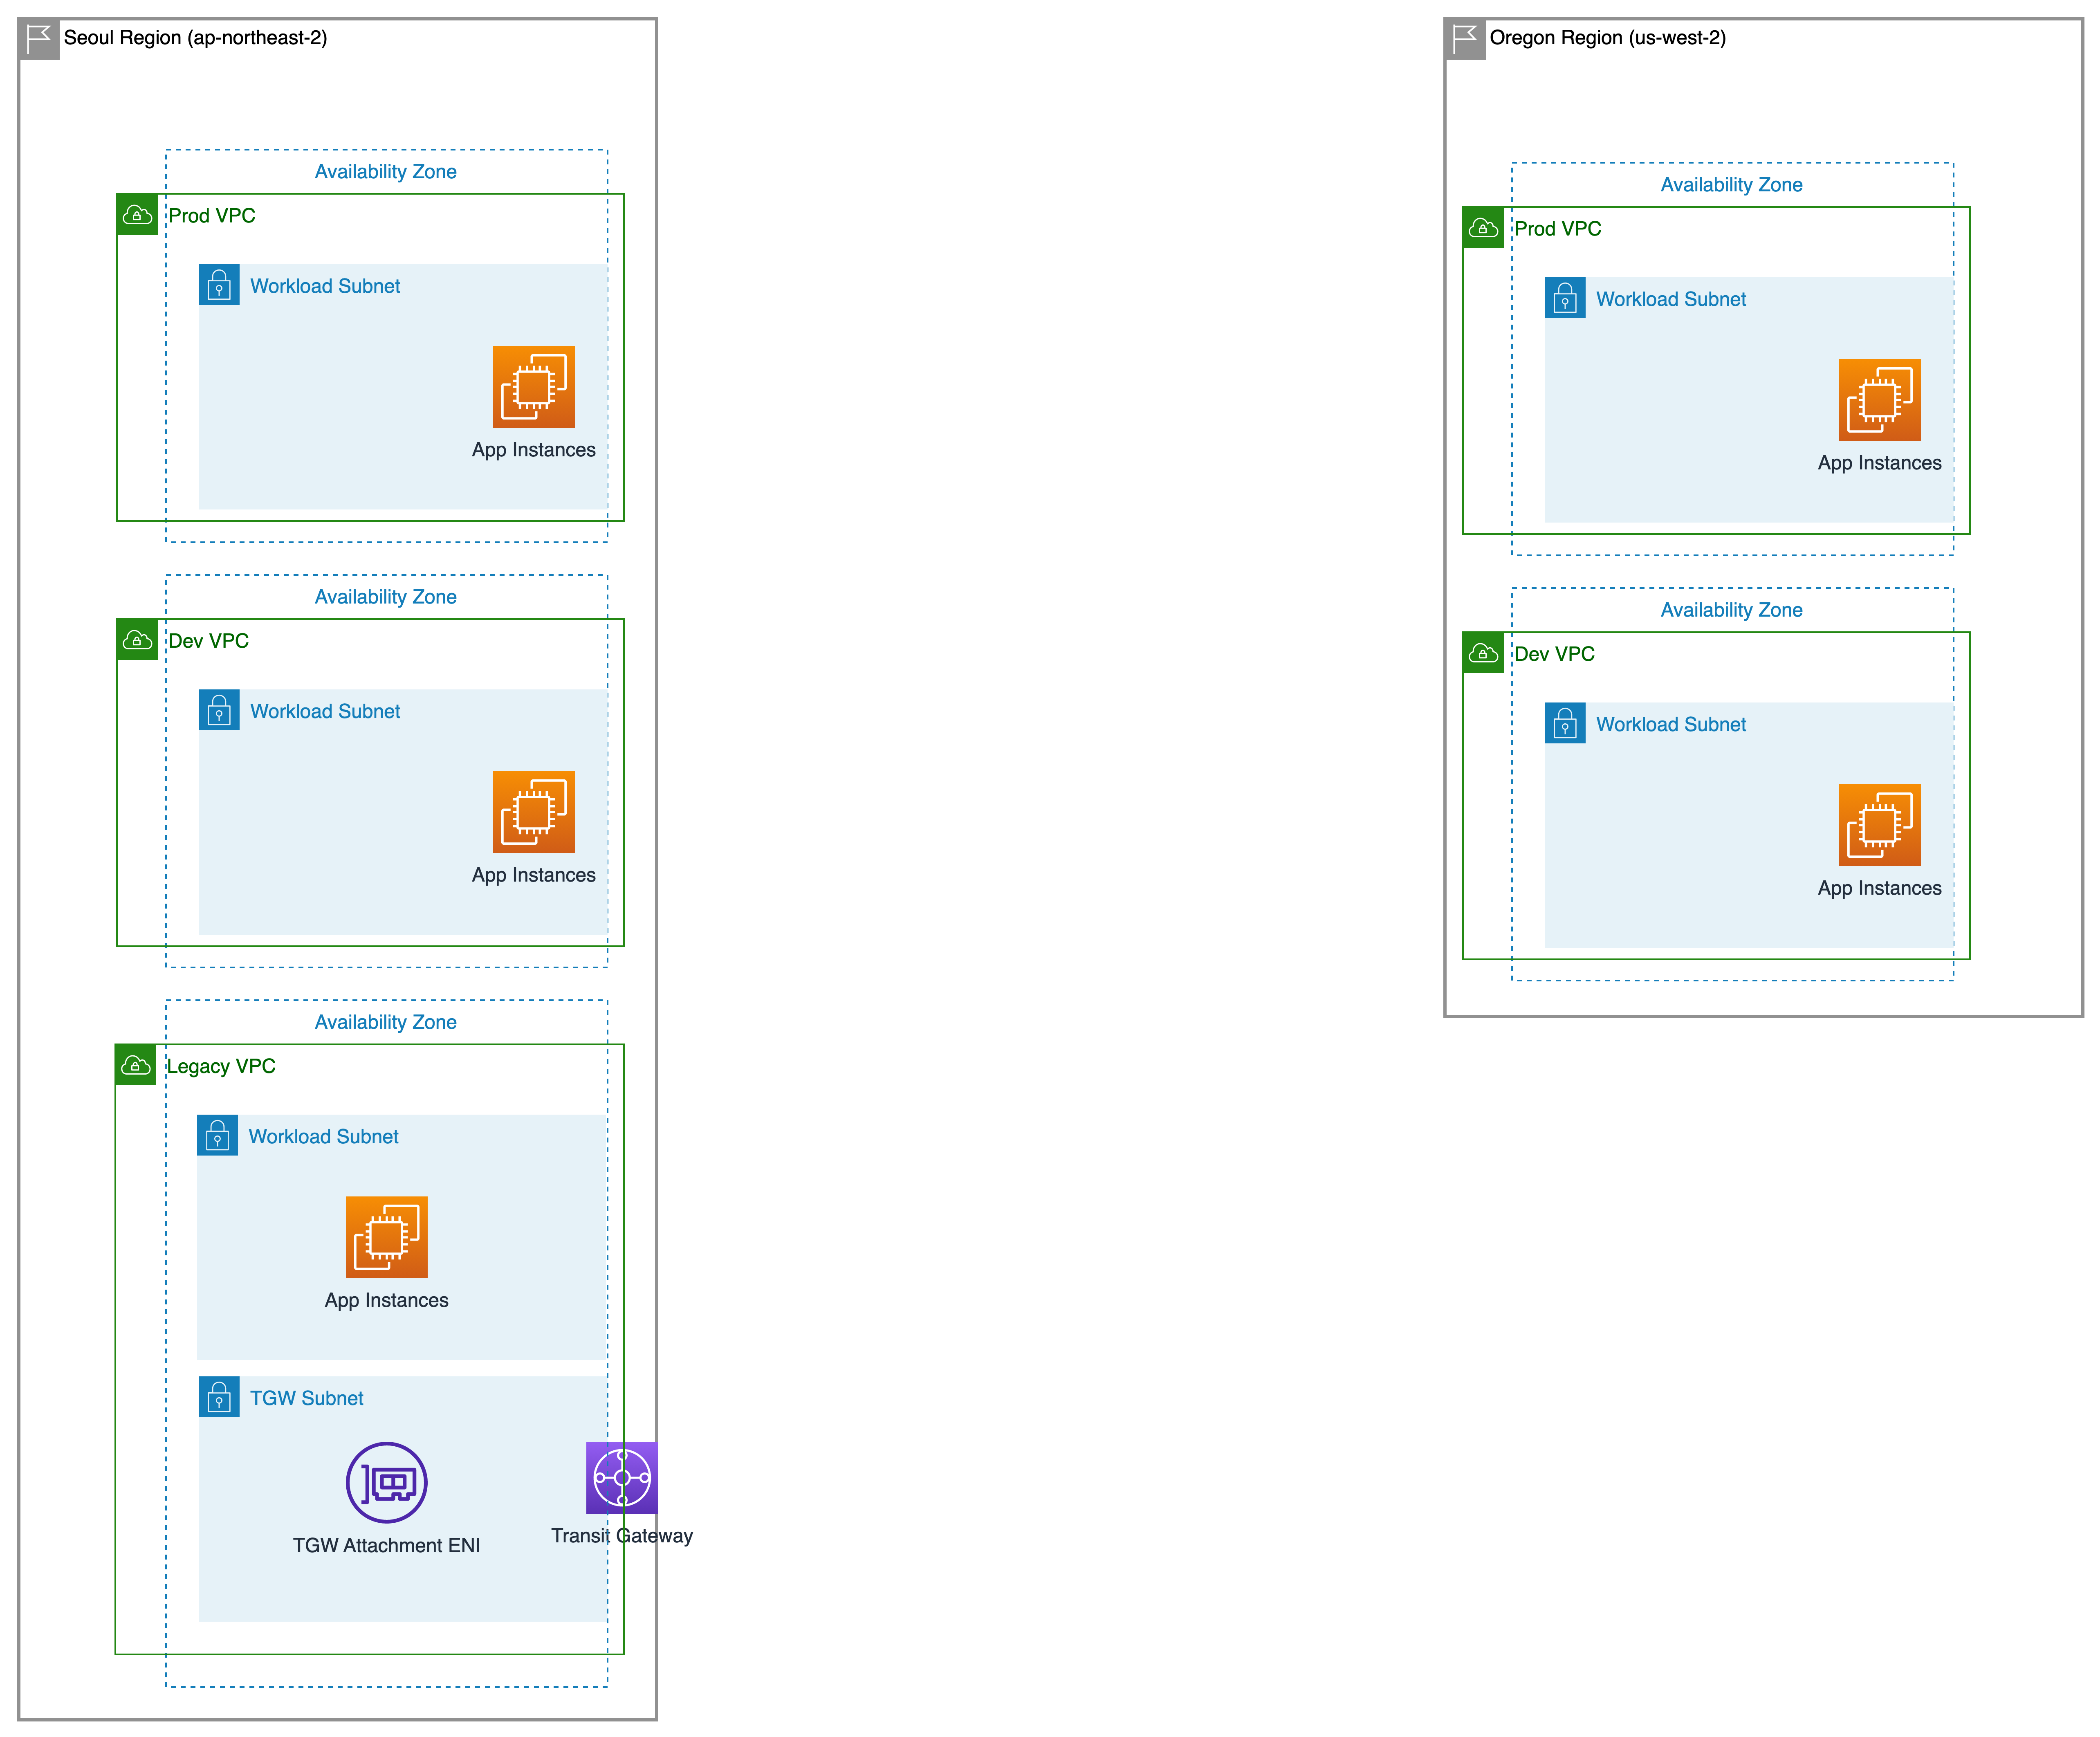 Seoul Region (ap-northeast-2)
Availability Zone
Prod VPC
Workload Subnet
App Instances
Availability Zone
Dev VPC
Workload Subnet
App Instances
Availability Zone
Legacy VPC
Workload Subnet
App Instances
TGW Subnet
TGW Attachment ENI
Transit Gateway
Oregon Region (us-west-2)
Availability Zone
Prod VPC
Workload Subnet
App Instances
Availability Zone
Dev VPC
Workload Subnet
App Instances